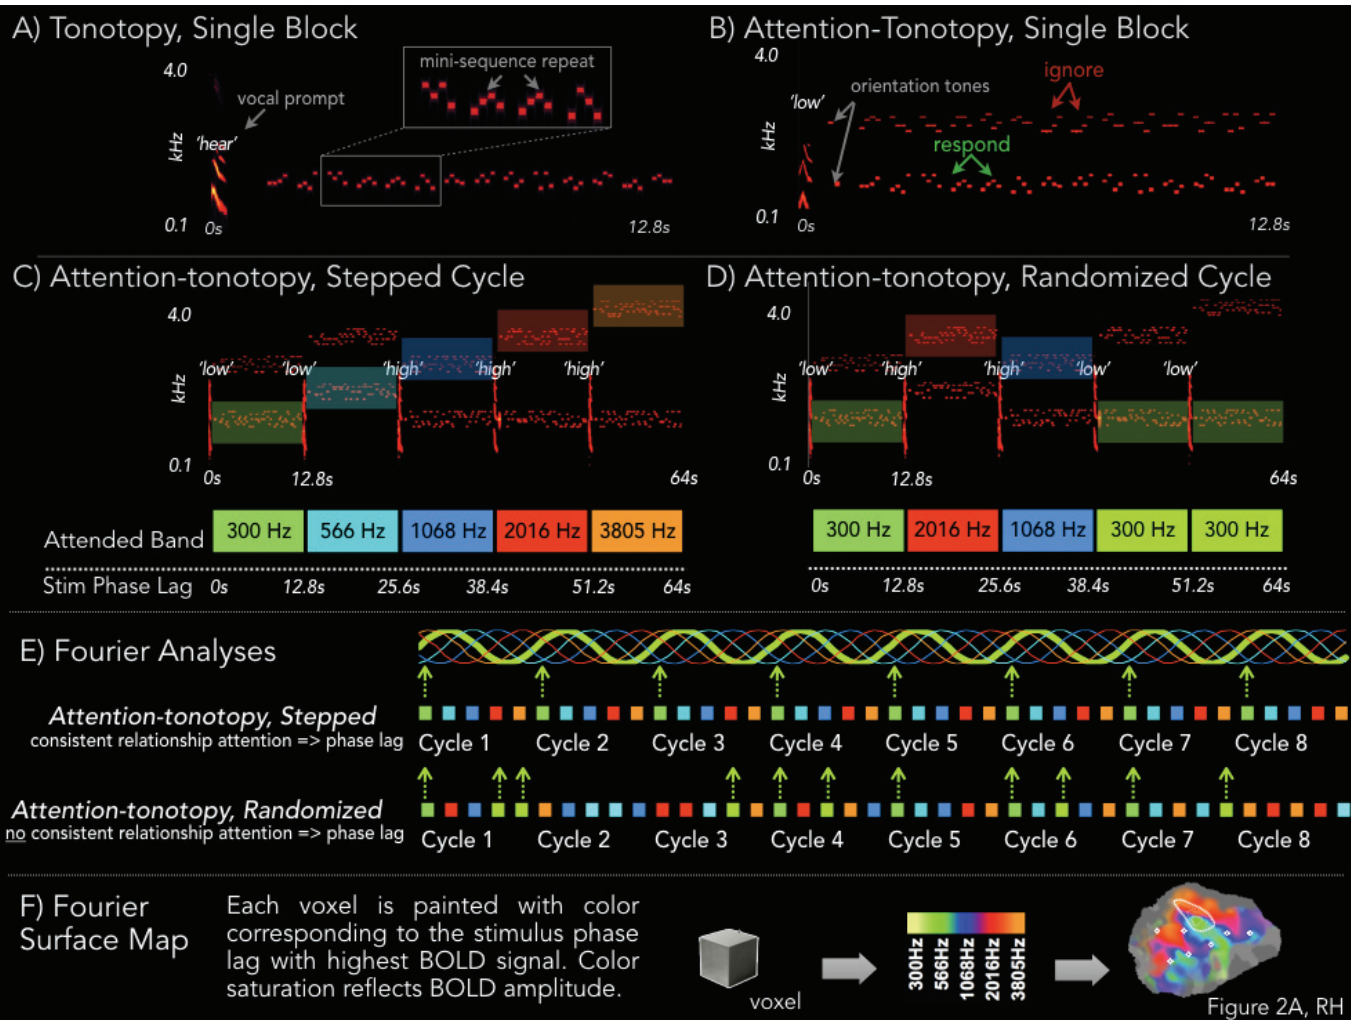 A) Tonotopy, Single Block
4.0
kHz
0.1
vocal prompt
'hear'
mini-sequence repeat
0s
12.8s
B) Attention-Tonotopy, Single Block
4.0
kHz
0.1
'low'
orientation tones
ignore
respond
0s
12.8s
C) Attention-tonotopy, Stepped Cycle
4.0
kHz
0.1
'low' 'low' 'high' 'high' 'high'
0s 12.8s 64s
D) Attention-tonotopy, Randomized Cycle
4.0
kHz
0.1
'low' 'high' 'high' 'low' 'low'
0s 12.8s 64s
Attended Band 300 Hz 566 Hz 1068 Hz 2016 Hz 3805 Hz
300 Hz 2016 Hz 1068 Hz 300 Hz 300 Hz
Stim Phase Lag 0s 12.8s 25.6s 38.4s 51.2s 64s
0s 12.8s 25.6s 38.4s 51.2s 64s
E) Fourier Analyses
Attention-tonotopy, Stepped
consistent relationship attention => phase lag
Cycle 1 Cycle 2 Cycle 3 Cycle 4 Cycle 5 Cycle 6 Cycle 7 Cycle 8
Attention-tonotopy, Randomized
no consistent relationship attention => phase lag
Cycle 1 Cycle 2 Cycle 3 Cycle 4 Cycle 5 Cycle 6 Cycle 7 Cycle 8
F) Fourier
Surface Map
Each voxel is painted with color
corresponding to the stimulus phase
lag with highest BOLD signal. Color
saturation reflects BOLD amplitude.
voxel
300Hz
566Hz
1068Hz
2016Hz
3805Hz
Figure 2A, RH